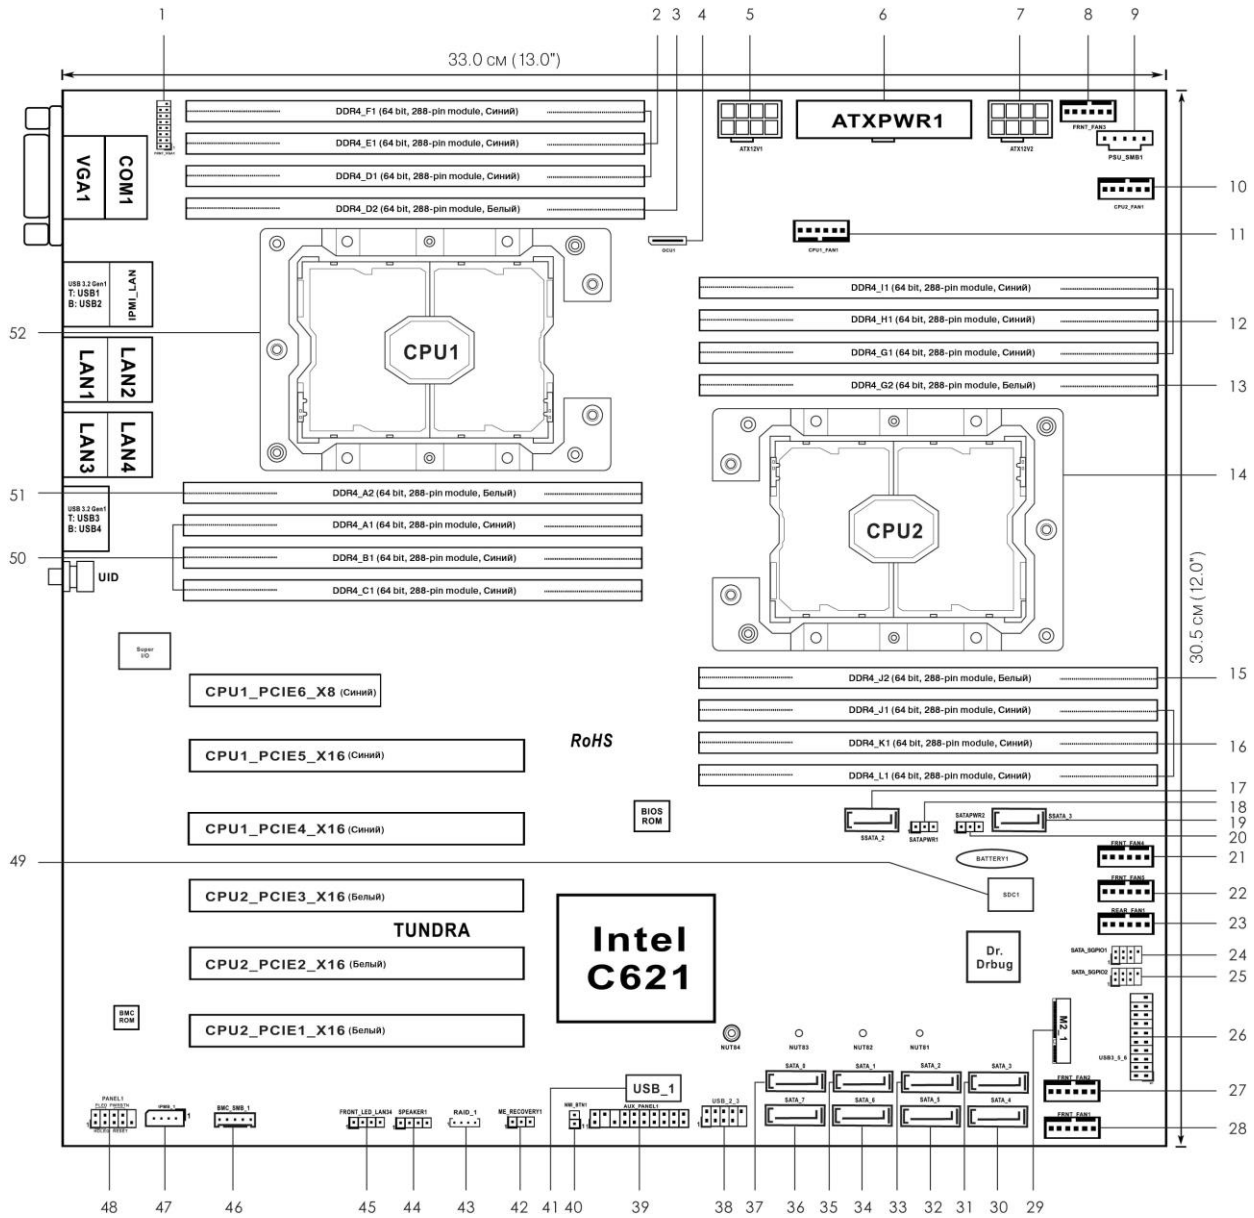 1
2
3
4
5
6
7
8
9
33.0 см (13.0")
DDR4_F1 (64 bit, 288-pin module, Синий)
DDR4_E1 (64 bit, 288-pin module, Синий)
DDR4_D1 (64 bit, 288-pin module, Синий)
DDR4_D2 (64 bit, 288-pin module, Белый)
VGA1
COM1
ATX12V1
ATXPWR1
ATX12V2
FRNT_FAN3
PSU_SMB1
CPU2_FAN1
10
CPU1_FAN1
11
OCU1
USB 3.2 Gen1
T: USB1
B: USB2
IPMI_LAN
DDR4_I1 (64 bit, 288-pin module, Синий)
DDR4_H1 (64 bit, 288-pin module, Синий)
12
DDR4_G1 (64 bit, 288-pin module, Синий)
DDR4_G2 (64 bit, 288-pin module, Белый)
13
52
CPU1
LAN1
LAN2
LAN3
LAN4
14
CPU2
51
DDR4_A2 (64 bit, 288-pin module, Белый)
DDR4_A1 (64 bit, 288-pin module, Синий)
50
DDR4_B1 (64 bit, 288-pin module, Синий)
DDR4_C1 (64 bit, 288-pin module, Синий)
USB 3.2 Gen1
T: USB3
B: USB4
UID
30.5 см (12.0")
Super
I/O
DDR4_J2 (64 bit, 288-pin module, Белый)
15
DDR4_J1 (64 bit, 288-pin module, Синий)
DDR4_K1 (64 bit, 288-pin module, Синий)
16
DDR4_L1 (64 bit, 288-pin module, Синий)
CPU1_PCIE6_X8 (Синий)
CPU1_PCIE5_X16 (Синий)
RoHS
CPU1_PCIE4_X16 (Синий)
BIOS
ROM
17
18
19
20
SSATA_2
SATAPWR1
SATAPWR2
SSATA_3
BATTERY1
FRNT_FAN4
21
49
SDC1
FRNT_FAN5
22
REAR_FAN1
23
CPU2_PCIE3_X16 (Белый)
TUNDRA
CPU2_PCIE2_X16 (Белый)
CPU2_PCIE1_X16 (Белый)
Intel
C621
Dr.
Drbug
SATA_SGPIO1
24
SATA_SGPIO2
25
BMC
ROM
NUT84
NUT83
NUT82
NUT81
M2_1
USB3_5_6
26
SATA_0
SATA_1
SATA_2
SATA_3
FRNT_FAN2
27
41
USB_1
SATA_7
SATA_6
SATA_5
SATA_4
FRNT_FAN1
28
PANEL1
PLED PWRBTN
IPMB_1
BMC_SMB_1
FRONT_LED_LAN34
SPEAKER1
RAID_1
ME_RECOVERY1
AUX_PANEL1
USB_2_3
48
47
46
45
44
43
42
40
39
38
37
36
35
34
33
32
31
30
29